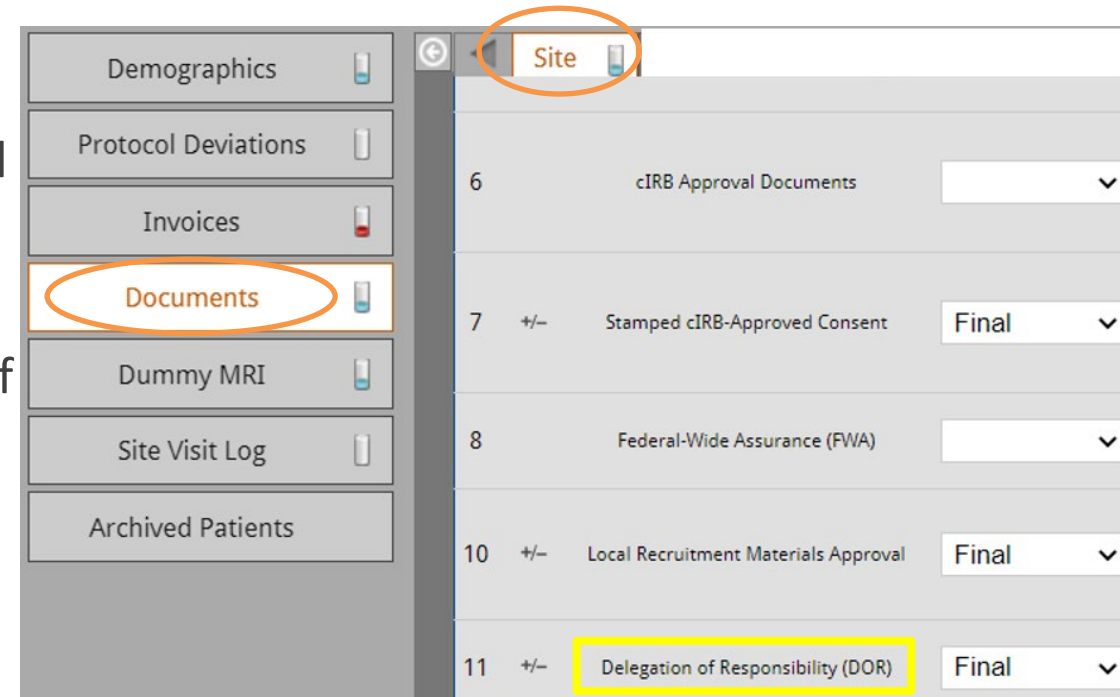 Demographics
Protocol Deviations
Invoices
Documents
Dummy MRI
Site Visit Log
Archived Patients
Site
6 cIRB Approval Documents
7 +/– Stamped cIRB-Approved Consent Final
8 Federal-Wide Assurance (FWA)
10 +/– Local Recruitment Materials Approval Final
11 +/– Delegation of Responsibility (DOR) Final
f